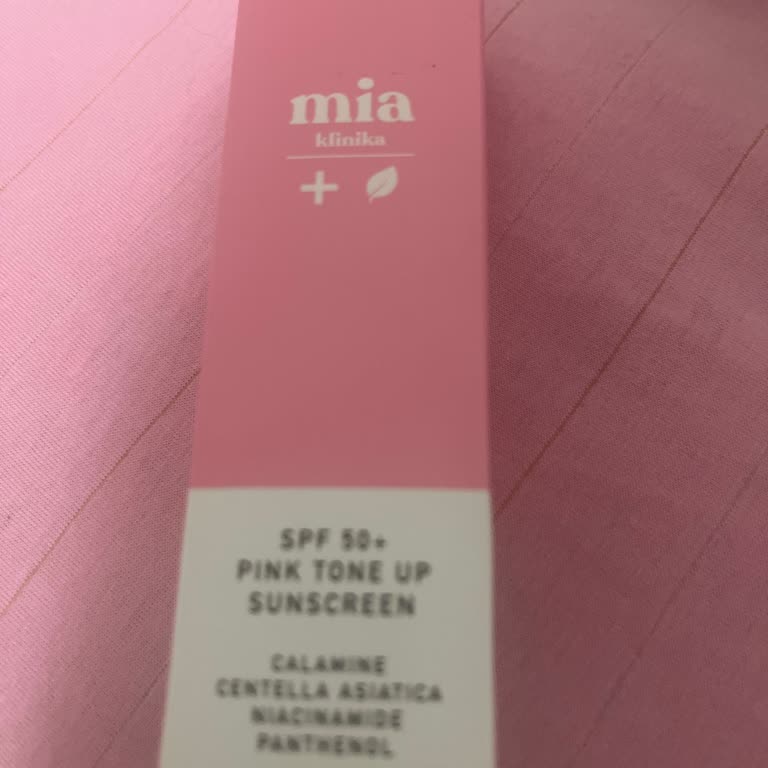 mia
klinika
+
SPF 50+
PINK TONE UP
SUNSCREEN
CALAMINE
CENTELLA ASIATICA
NIACINAMIDE
PANTHENOL